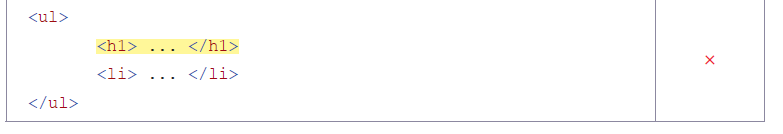 <ul>
<h1> ... </h1>
<li> ... </li>
</ul>
×